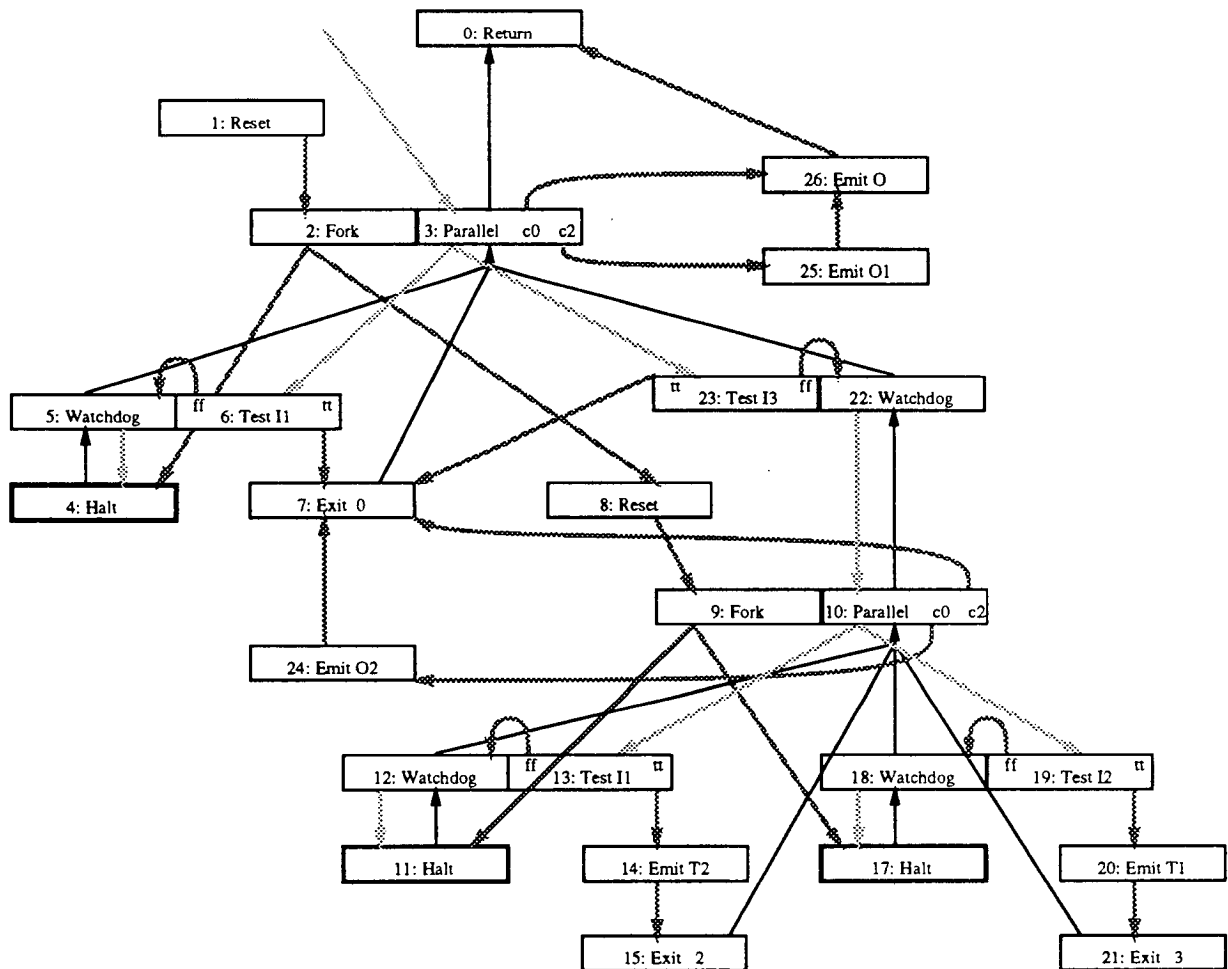 0: Return
1: Reset
26: Emit O
2: Fork
3: Parallel c0 c2
25: Emit O1
tt ff
23: Test I3
22: Watchdog
ff tt
5: Watchdog
6: Test I1
4: Halt
7: Exit 0
8: Reset
9: Fork
10: Parallel c0 c2
24: Emit O2
ff tt
12: Watchdog
13: Test I1
ff tt
18: Watchdog
19: Test I2
11: Halt
14: Emit T2
17: Halt
20: Emit T1
15: Exit 2
21: Exit 3